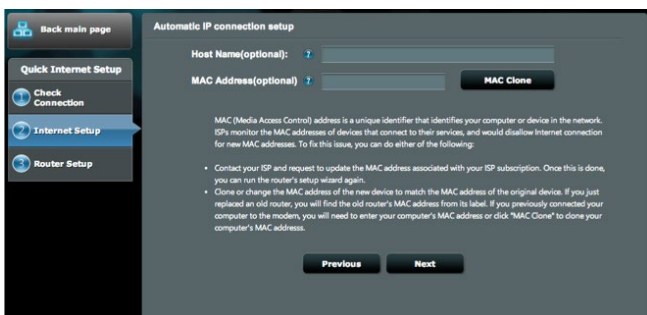 Back main page
Automatic IP connection setup
Host Name(optional): ?
Quick Internet Setup
MAC Address(optional) ?
MAC Clone
1 Check
Connection
2 Internet Setup
3 Router Setup
MAC (Media Access Control) address is a unique identifier that identifies your computer or device in the network.
ISPs monitor the MAC addresses of devices that connect to their services, and would disallow Internet connection
for new MAC addresses. To fix this issue, you can do either of the following:
• Contact your ISP and request to update the MAC address associated with your ISP subscription. Once this is done,
you can run the router's setup wizard again.
• Clone or change the MAC address of the new device to match the MAC address of the original device. If you just
replaced an old router, you will find the old router's MAC address from its label. If you previously connected your
computer to the modem, you will need to enter your computer's MAC address or click "MAC Clone" to clone your
computer's MAC addresss.
Previous
Next